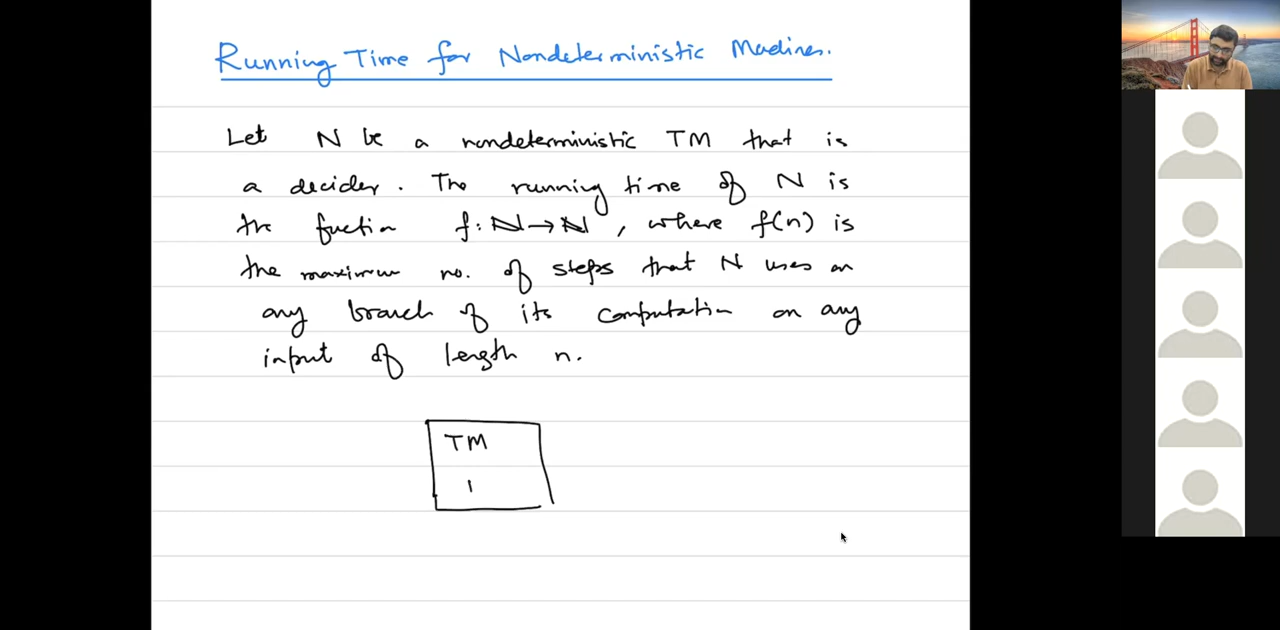 Running Time for Nondeterministic Machines.
Let N be a nondeterministic TM that is
a decider. The running time of N is
the fuction f: ℕ → ℕ, where f(n) is
the maximum no. of steps that N uses on
any branch of its computation on any
input of length n.
TM
1